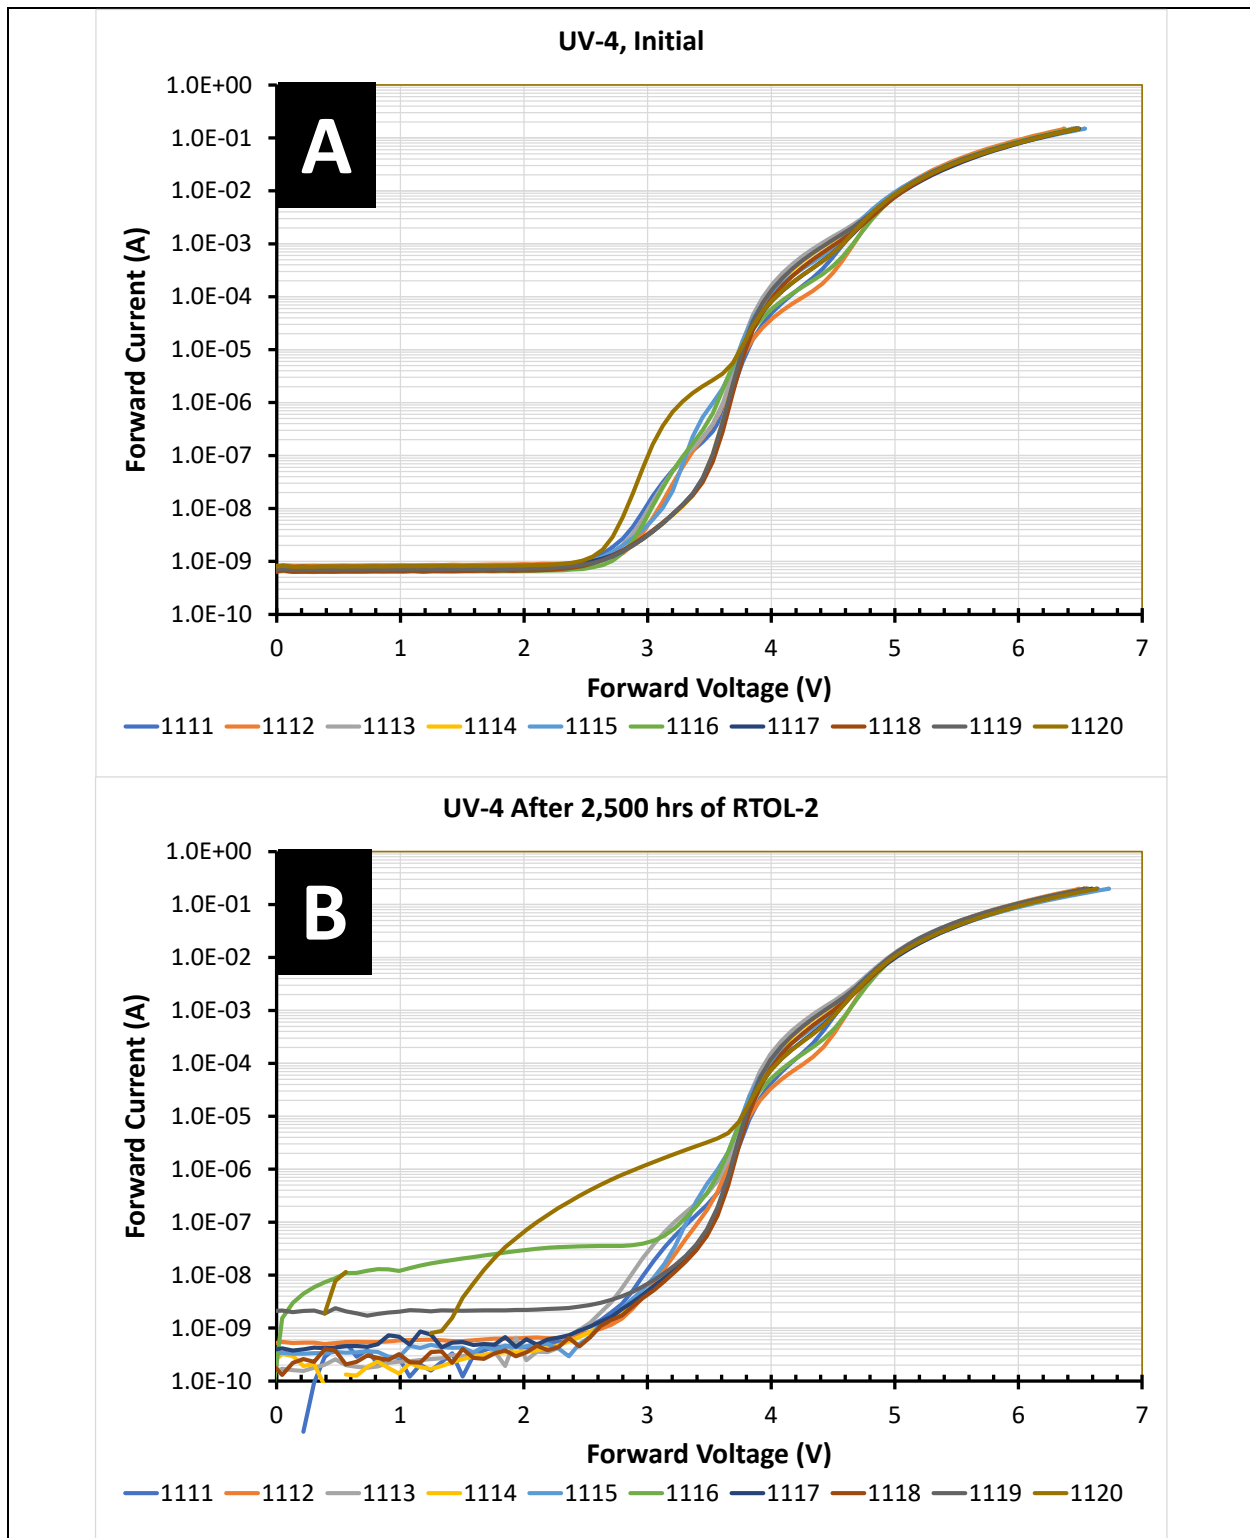 UV-4, Initial
A
1.0E+00
1.0E-01
1.0E-02
1.0E-03
1.0E-04
1.0E-05
1.0E-06
1.0E-07
1.0E-08
1.0E-09
1.0E-10
Forward Current (A)
0 1 2 3 4 5 6 7
Forward Voltage (V)
1111 1112 1113 1114 1115 1116 1117 1118 1119 1120
UV-4 After 2,500 hrs of RTOL-2
B
1.0E+00
1.0E-01
1.0E-02
1.0E-03
1.0E-04
1.0E-05
1.0E-06
1.0E-07
1.0E-08
1.0E-09
1.0E-10
Forward Current (A)
0 1 2 3 4 5 6 7
Forward Voltage (V)
1111 1112 1113 1114 1115 1116 1117 1118 1119 1120